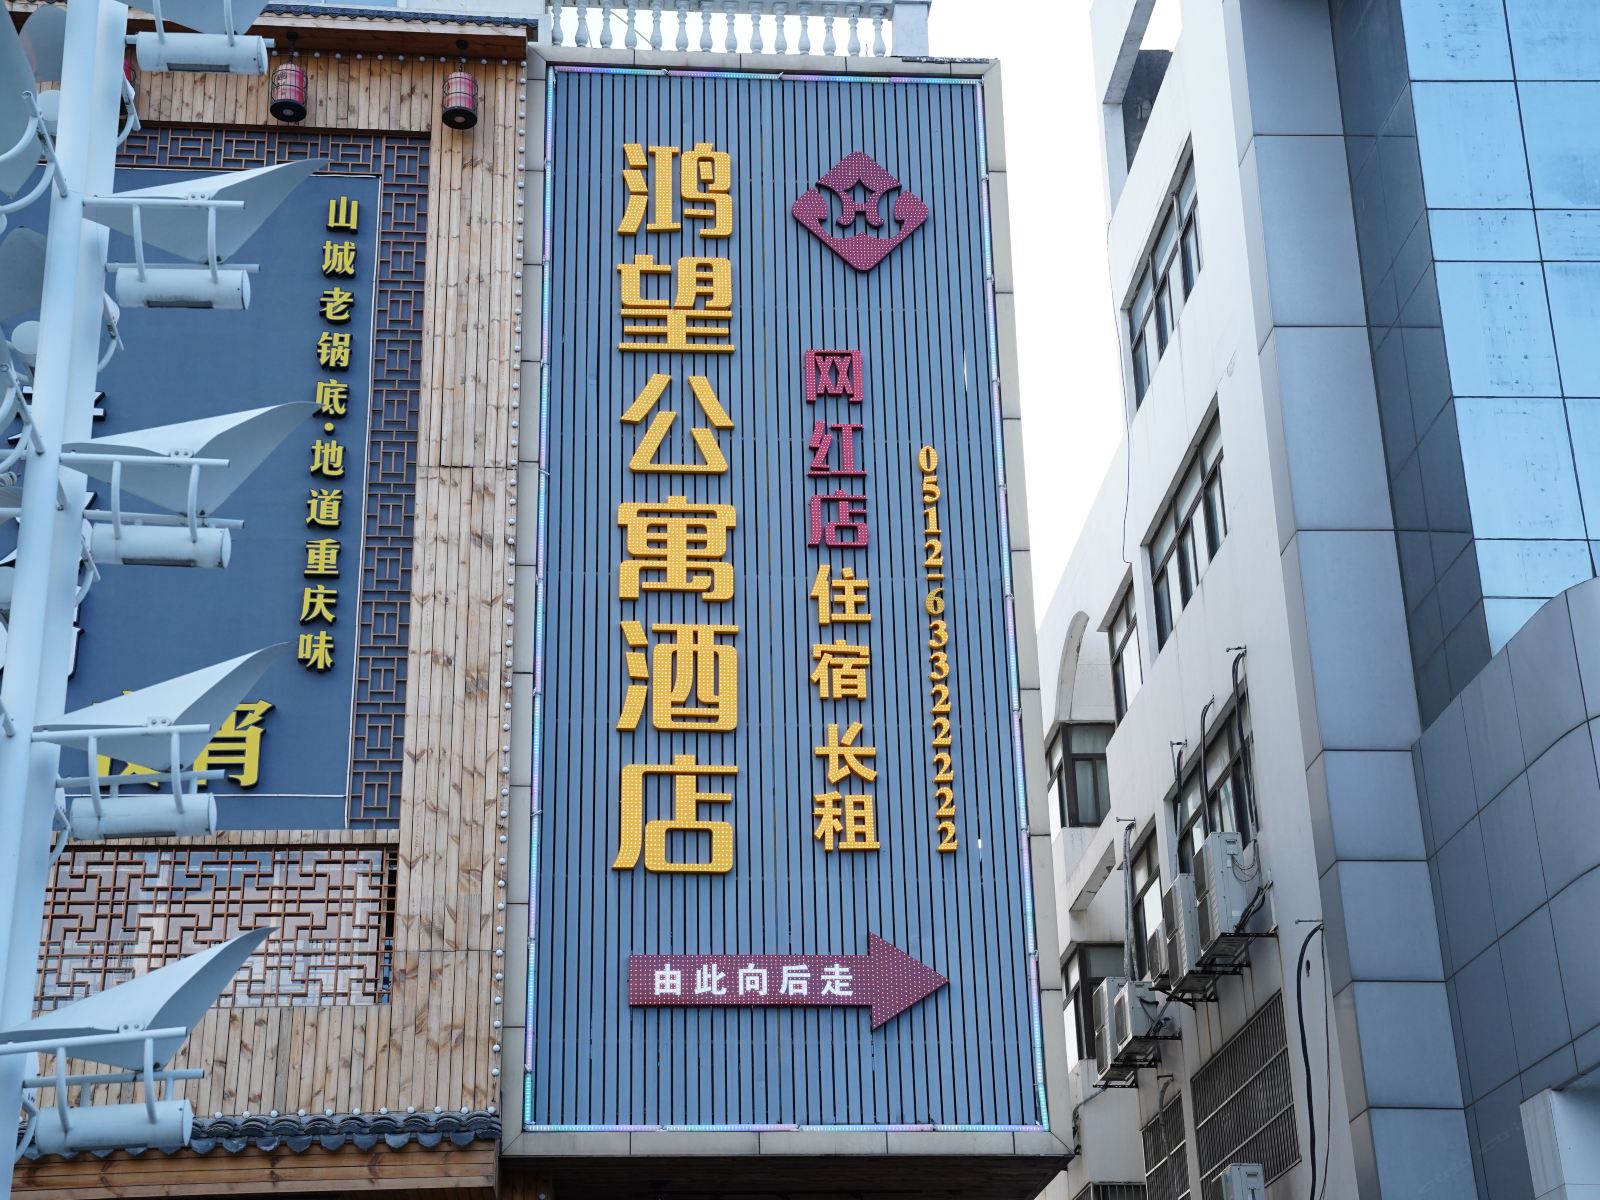 山城老锅底·地道重庆味
鸿望公寓酒店
网红店住宿 长租
0512-63322222
由此向后走